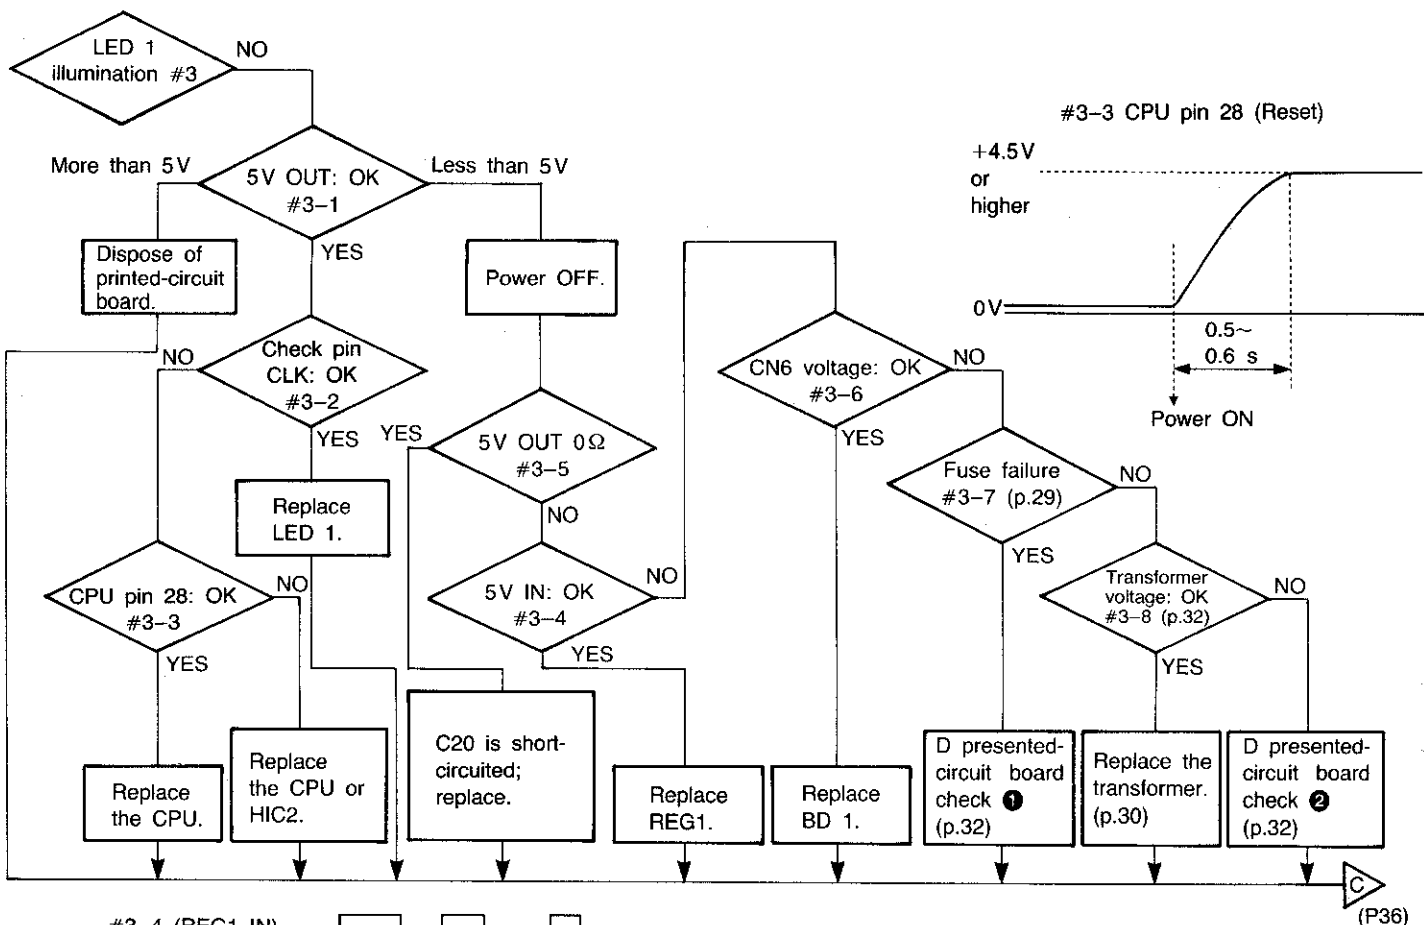 LED 1
illumination #3
NO
More than 5V
5V OUT: OK
#3–1
Less than 5V
YES
Dispose of
printed-circuit
board.
Power OFF.
NO
Check pin
CLK: OK
#3–2
YES
YES
5V OUT 0Ω
#3–5
NO
Replace
LED 1.
CPU pin 28: OK
#3–3
NO
YES
5V IN: OK
#3–4
NO
YES
CN6 voltage: OK
#3–6
NO
YES
Fuse failure
#3–7 (p.29)
NO
YES
Transformer
voltage: OK
#3–8 (p.32)
NO
YES
Replace
the CPU.
Replace
the CPU or
HIC2.
C20 is short-
circuited;
replace.
Replace
REG1.
Replace
BD 1.
D presented-
circuit board
check ❶
(p.32)
Replace the
transformer.
(p.30)
D presented-
circuit board
check ❷
(p.32)
C
(P36)
#3–3 CPU pin 28 (Reset)
+4.5V
or
higher
0V
0.5~
0.6 s
Power ON
#3–4 (REG1 IN)